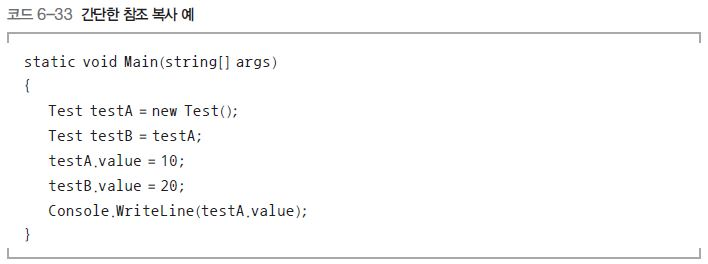 코드 6-33 간단한 참조 복사 예
static void Main(string[] args)
{
Test testA = new Test();
Test testB = testA;
testA.value = 10;
testB.value = 20;
Console.WriteLine(testA.value);
}